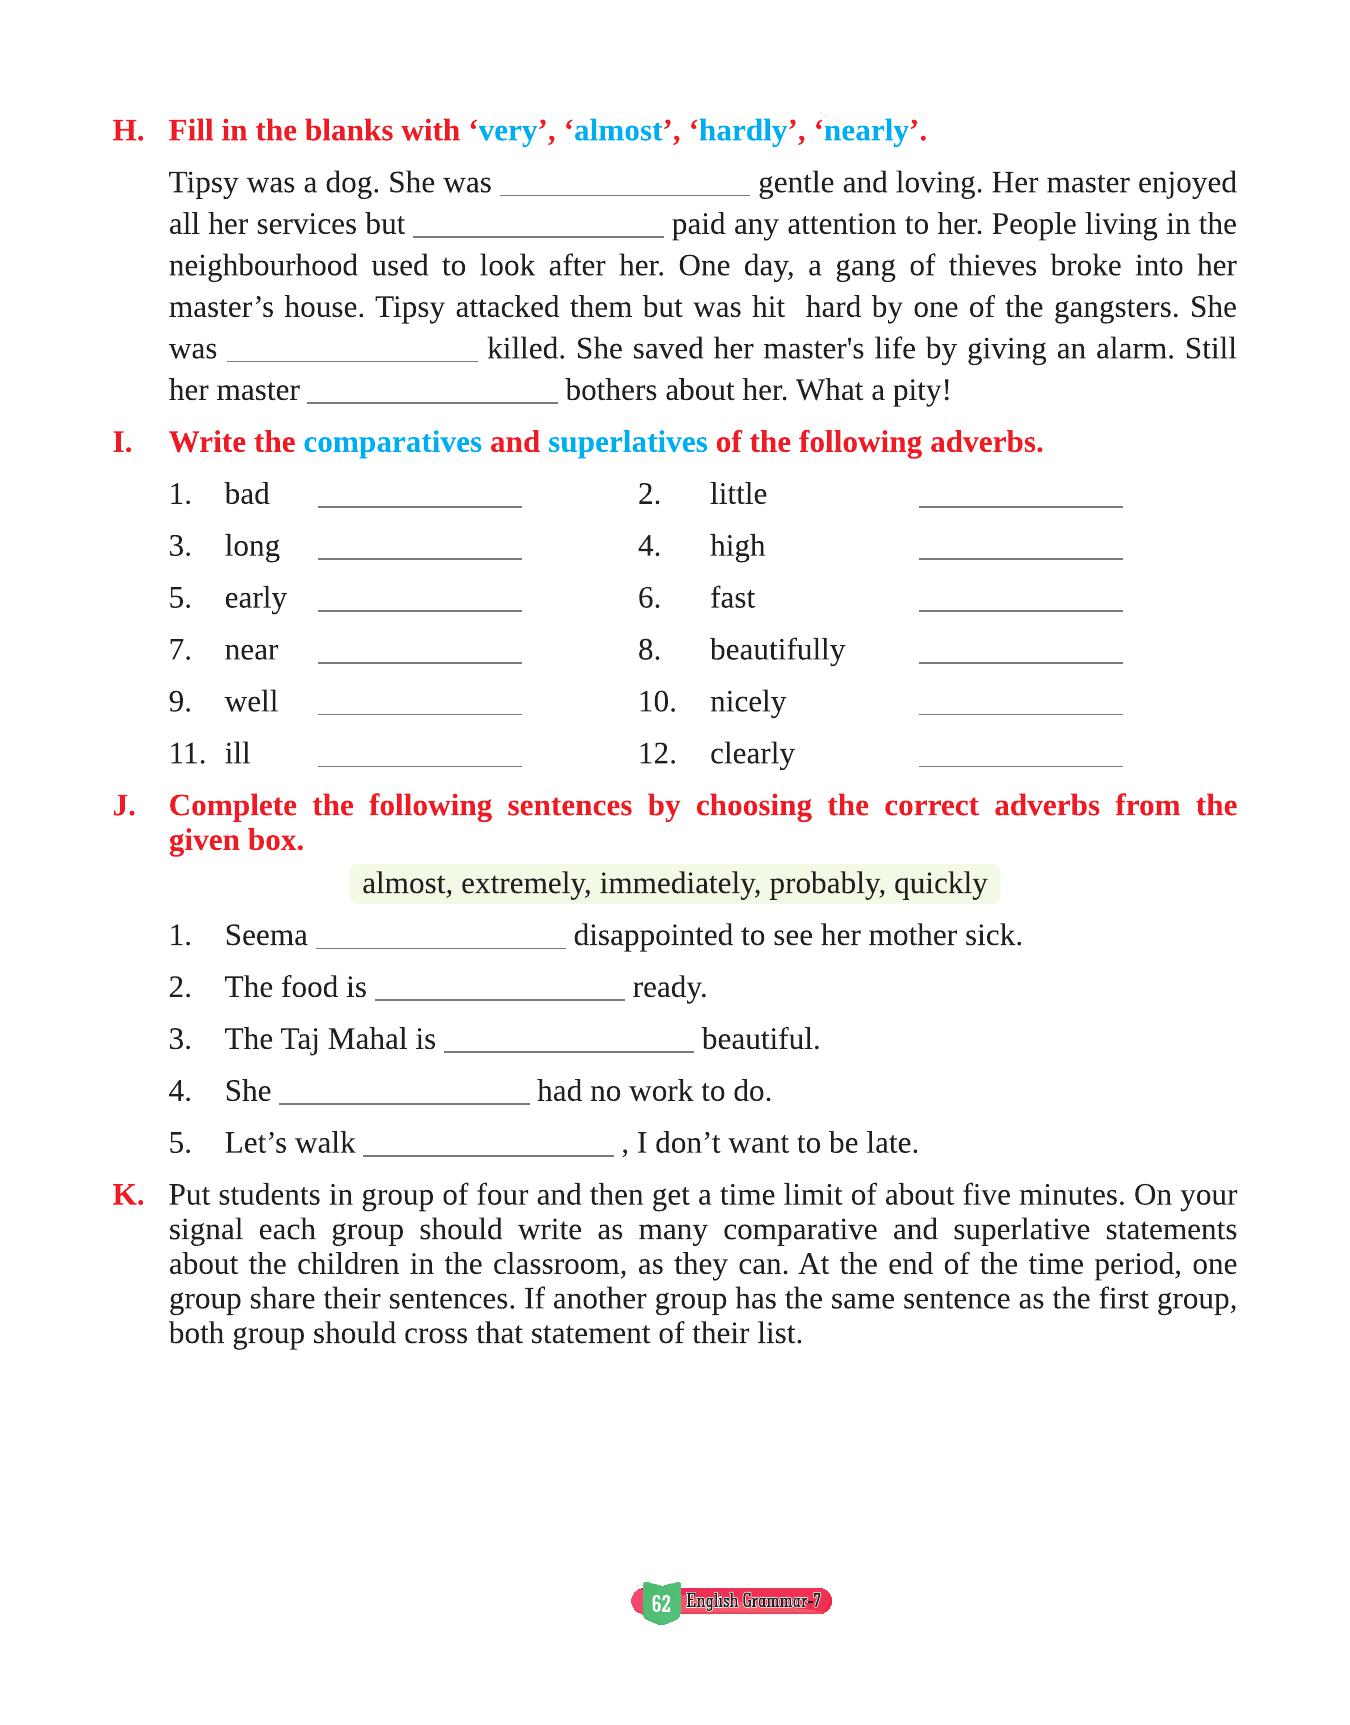 H. Fill in the blanks with ‘very’, ‘almost’, ‘hardly’, ‘nearly’.
Tipsy was a dog. She was ________________ gentle and loving. Her master enjoyed
all her services but ________________ paid any attention to her. People living in the
neighbourhood used to look after her. One day, a gang of thieves broke into her
master’s house. Tipsy attacked them but was hit hard by one of the gangsters. She
was ________________ killed. She saved her master's life by giving an alarm. Still
her master ________________ bothers about her. What a pity!
I. Write the comparatives and superlatives of the following adverbs.
1. bad _____________ 2. little _____________
3. long _____________ 4. high _____________
5. early _____________ 6. fast _____________
7. near _____________ 8. beautifully _____________
9. well _____________ 10. nicely _____________
11. ill _____________ 12. clearly _____________
J. Complete the following sentences by choosing the correct adverbs from the
given box.
almost, extremely, immediately, probably, quickly
1. Seema ________________ disappointed to see her mother sick.
2. The food is ________________ ready.
3. The Taj Mahal is ________________ beautiful.
4. She ________________ had no work to do.
5. Let’s walk ________________ , I don’t want to be late.
K. Put students in group of four and then get a time limit of about five minutes. On your
signal each group should write as many comparative and superlative statements
about the children in the classroom, as they can. At the end of the time period, one
group share their sentences. If another group has the same sentence as the first group,
both group should cross that statement of their list.
62 English Grammar-7